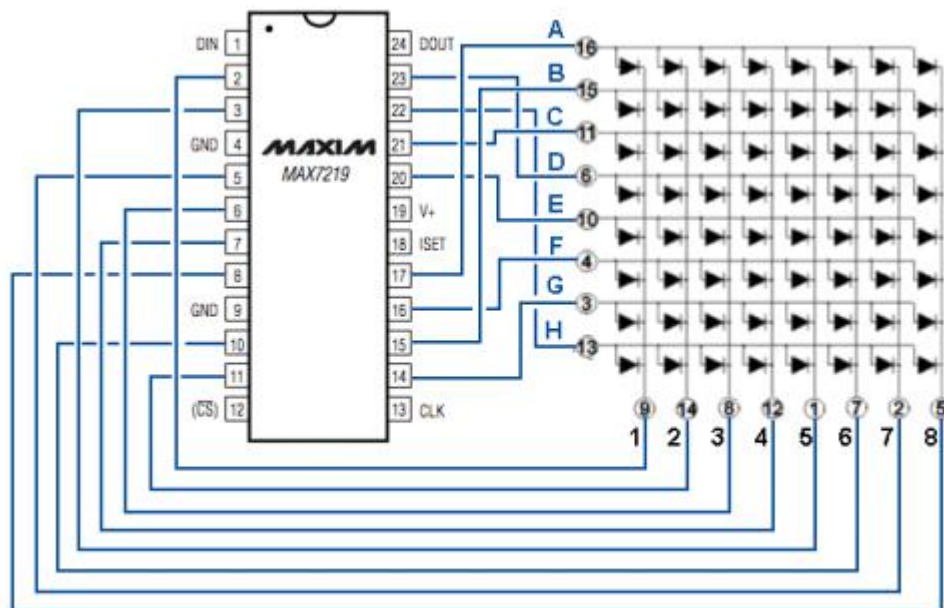 DIN 1 24 DOUT A 16
2 23 B 15
3 22 C 11
GND 4 MAXIM 21 D 6
5 MAX7219 20 E 10
6 19 V+ F 4
7 18 ISET G 3
8 17 H 13
GND 9 16
10 15
11 14
(CS) 12 13 CLK
9 14 8 12 1 7 2 5
1 2 3 4 5 6 7 8